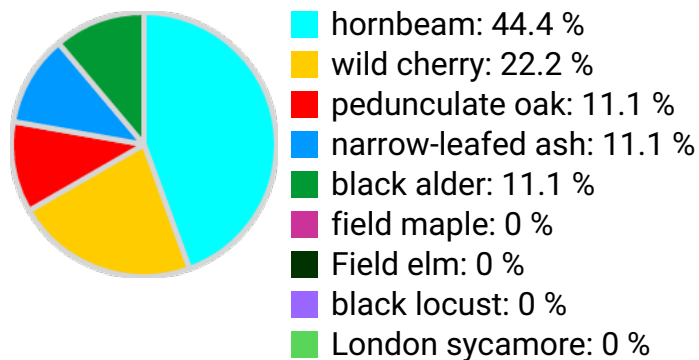 hornbeam: 44.4 %
wild cherry: 22.2 %
pedunculate oak: 11.1 %
narrow-leafed ash: 11.1 %
black alder: 11.1 %
field maple: 0 %
Field elm: 0 %
black locust: 0 %
London sycamore: 0 %